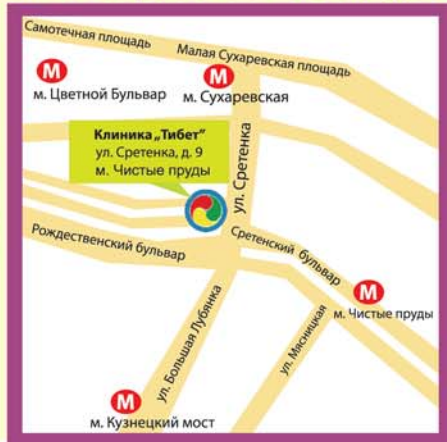 Самотечная площадь
Малая Сухаревская площадь
М
М
м. Цветной Бульвар
м. Сухаревская
Клиника „Тибет”
ул. Сретенка, д. 9
м. Чистые пруды
ул. Сретенка
Рождественский бульвар
Сретенский бульвар
М
м. Чистые пруды
ул. Большая Лубянка
ул. Мясницкая
М
м. Кузнецкий мост